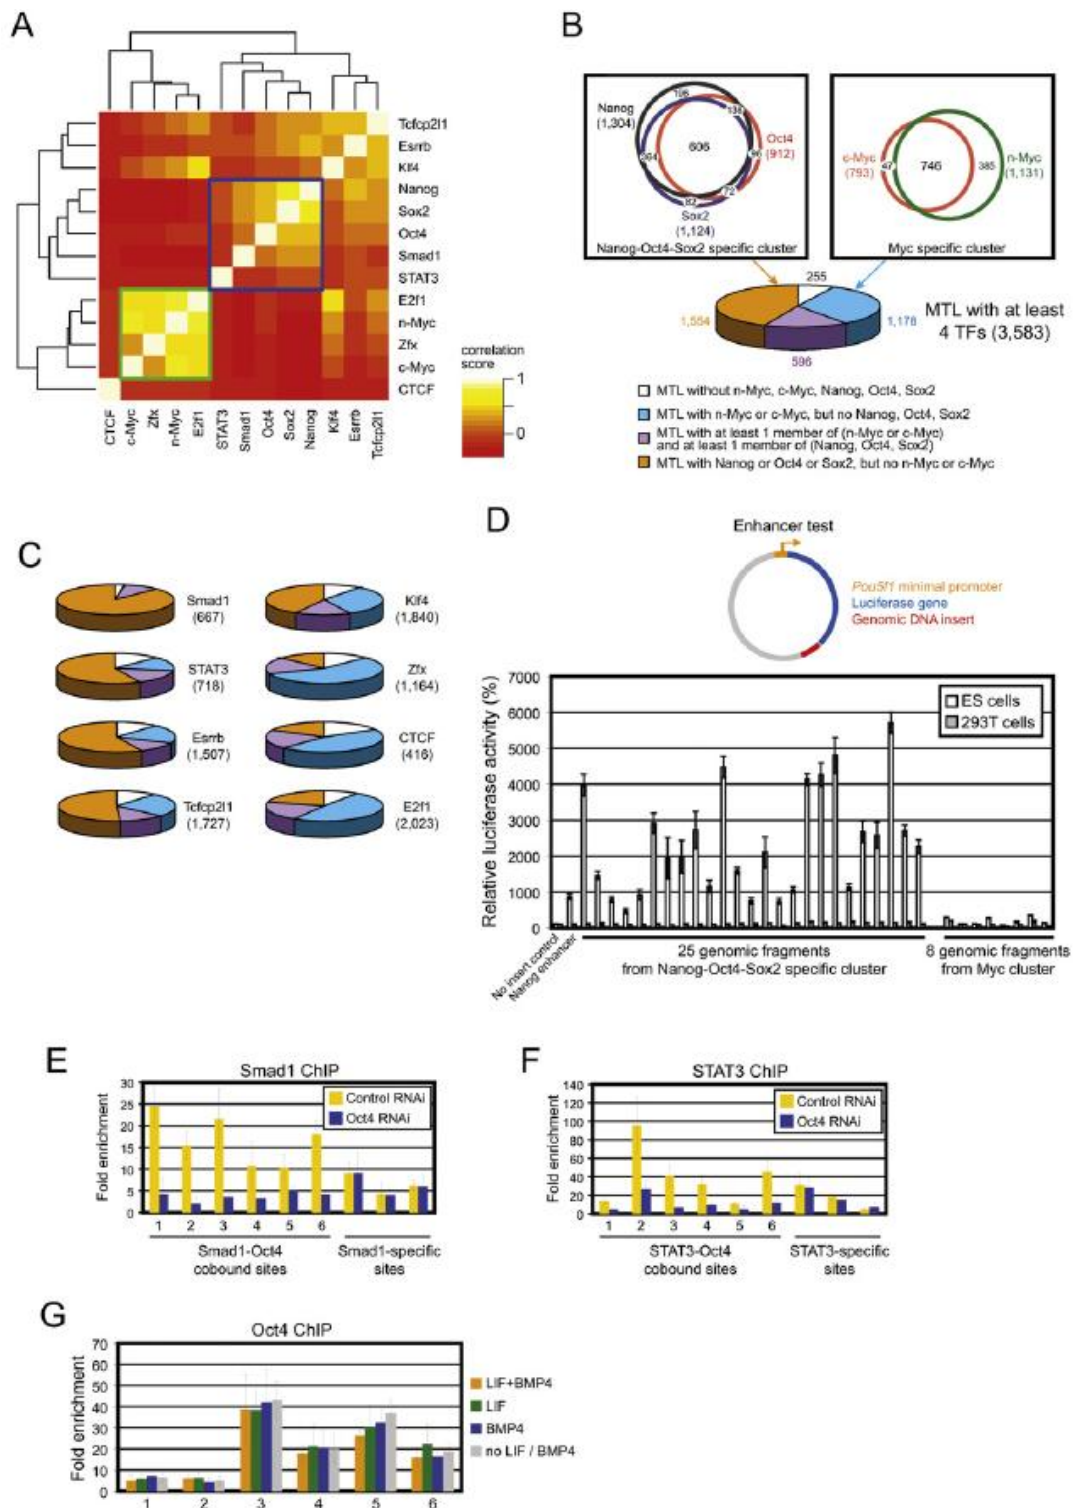 A
Tcfcp2l1
Esrrb
Klf4
Nanog
Sox2
Oct4
Smad1
STAT3
E2f1
n-Myc
Zfx
c-Myc
CTCF
CTCF
c-Myc
Zfx
n-Myc
E2f1
STAT3
Smad1
Oct4
Sox2
Nanog
Klf4
Esrrb
Tcfcp2l1
correlation
score
1
0
B
Nanog
(1,304)
196
138
606
364
96
72
82
Oct4
(912)
Sox2
(1,124)
Nanog-Oct4-Sox2 specific cluster
c-Myc
(793)
47
746
385
n-Myc
(1,131)
Myc specific cluster
255
1,554
1,178
596
MTL with at least
4 TFs (3,583)
MTL without n-Myc, c-Myc, Nanog, Oct4, Sox2
MTL with n-Myc or c-Myc, but no Nanog, Oct4, Sox2
MTL with at least 1 member of (n-Myc or c-Myc)
and at least 1 member of (Nanog, Oct4, Sox2)
MTL with Nanog or Oct4 or Sox2, but no n-Myc or c-Myc
C
Smad1
(667)
Klf4
(1,840)
STAT3
(718)
Zfx
(1,164)
Esrrb
(1,507)
CTCF
(416)
Tcfcp2l1
(1,727)
E2f1
(2,023)
D
Enhancer test
Pou5f1 minimal promoter
Luciferase gene
Genomic DNA insert
Relative luciferase activity (%)
7000
6000
5000
4000
3000
2000
1000
0
ES cells
293T cells
No insert control
Nanog enhancer
25 genomic fragments
from Nanog-Oct4-Sox2 specific cluster
8 genomic fragments
from Myc cluster
E
Smad1 ChIP
Fold enrichment
30
25
20
15
10
5
0
Control RNAi
Oct4 RNAi
1 2 3 4 5 6
Smad1-Oct4
cobound sites
Smad1-specific
sites
F
STAT3 ChIP
Fold enrichment
140
120
100
80
60
40
20
0
Control RNAi
Oct4 RNAi
1 2 3 4 5 6
STAT3-Oct4
cobound sites
STAT3-specific
sites
G
Oct4 ChIP
Fold enrichment
70
60
50
40
30
20
10
0
LIF+BMP4
LIF
BMP4
no LIF / BMP4
1 2 3 4 5 6